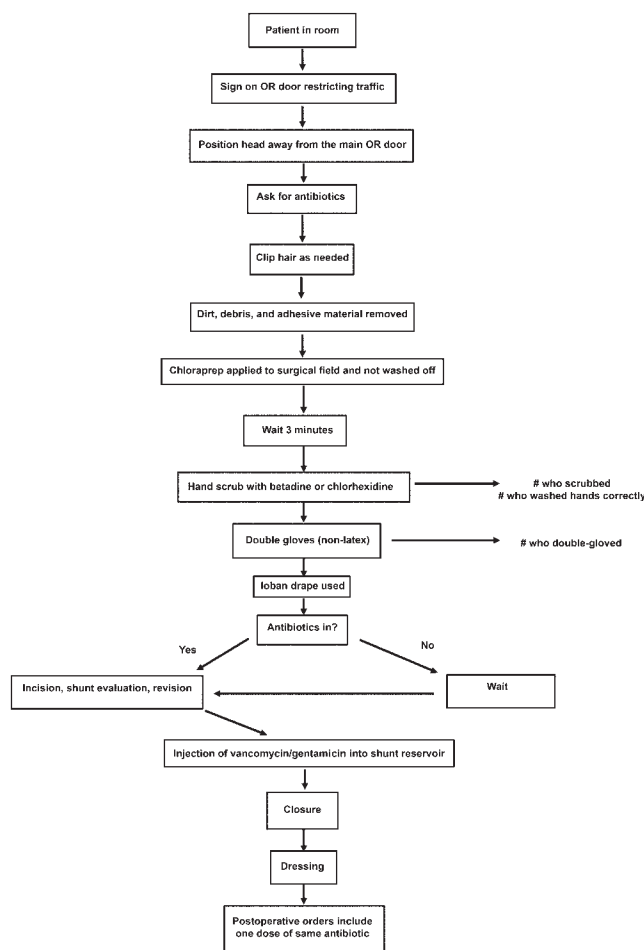 Patient in room
Sign on OR door restricting traffic
Position head away from the main OR door
Ask for antibiotics
Clip hair as needed
Dirt, debris, and adhesive material removed
Chloraprep applied to surgical field and not washed off
Wait 3 minutes
Hand scrub with betadine or chlorhexidine
# who scrubbed
# who washed hands correctly
Double gloves (non-latex)
# who double-gloved
Ioban drape used
Antibiotics in?
Yes
No
Incision, shunt evaluation, revision
Wait
Injection of vancomycin/gentamicin into shunt reservoir
Closure
Dressing
Postoperative orders include
one dose of same antibiotic